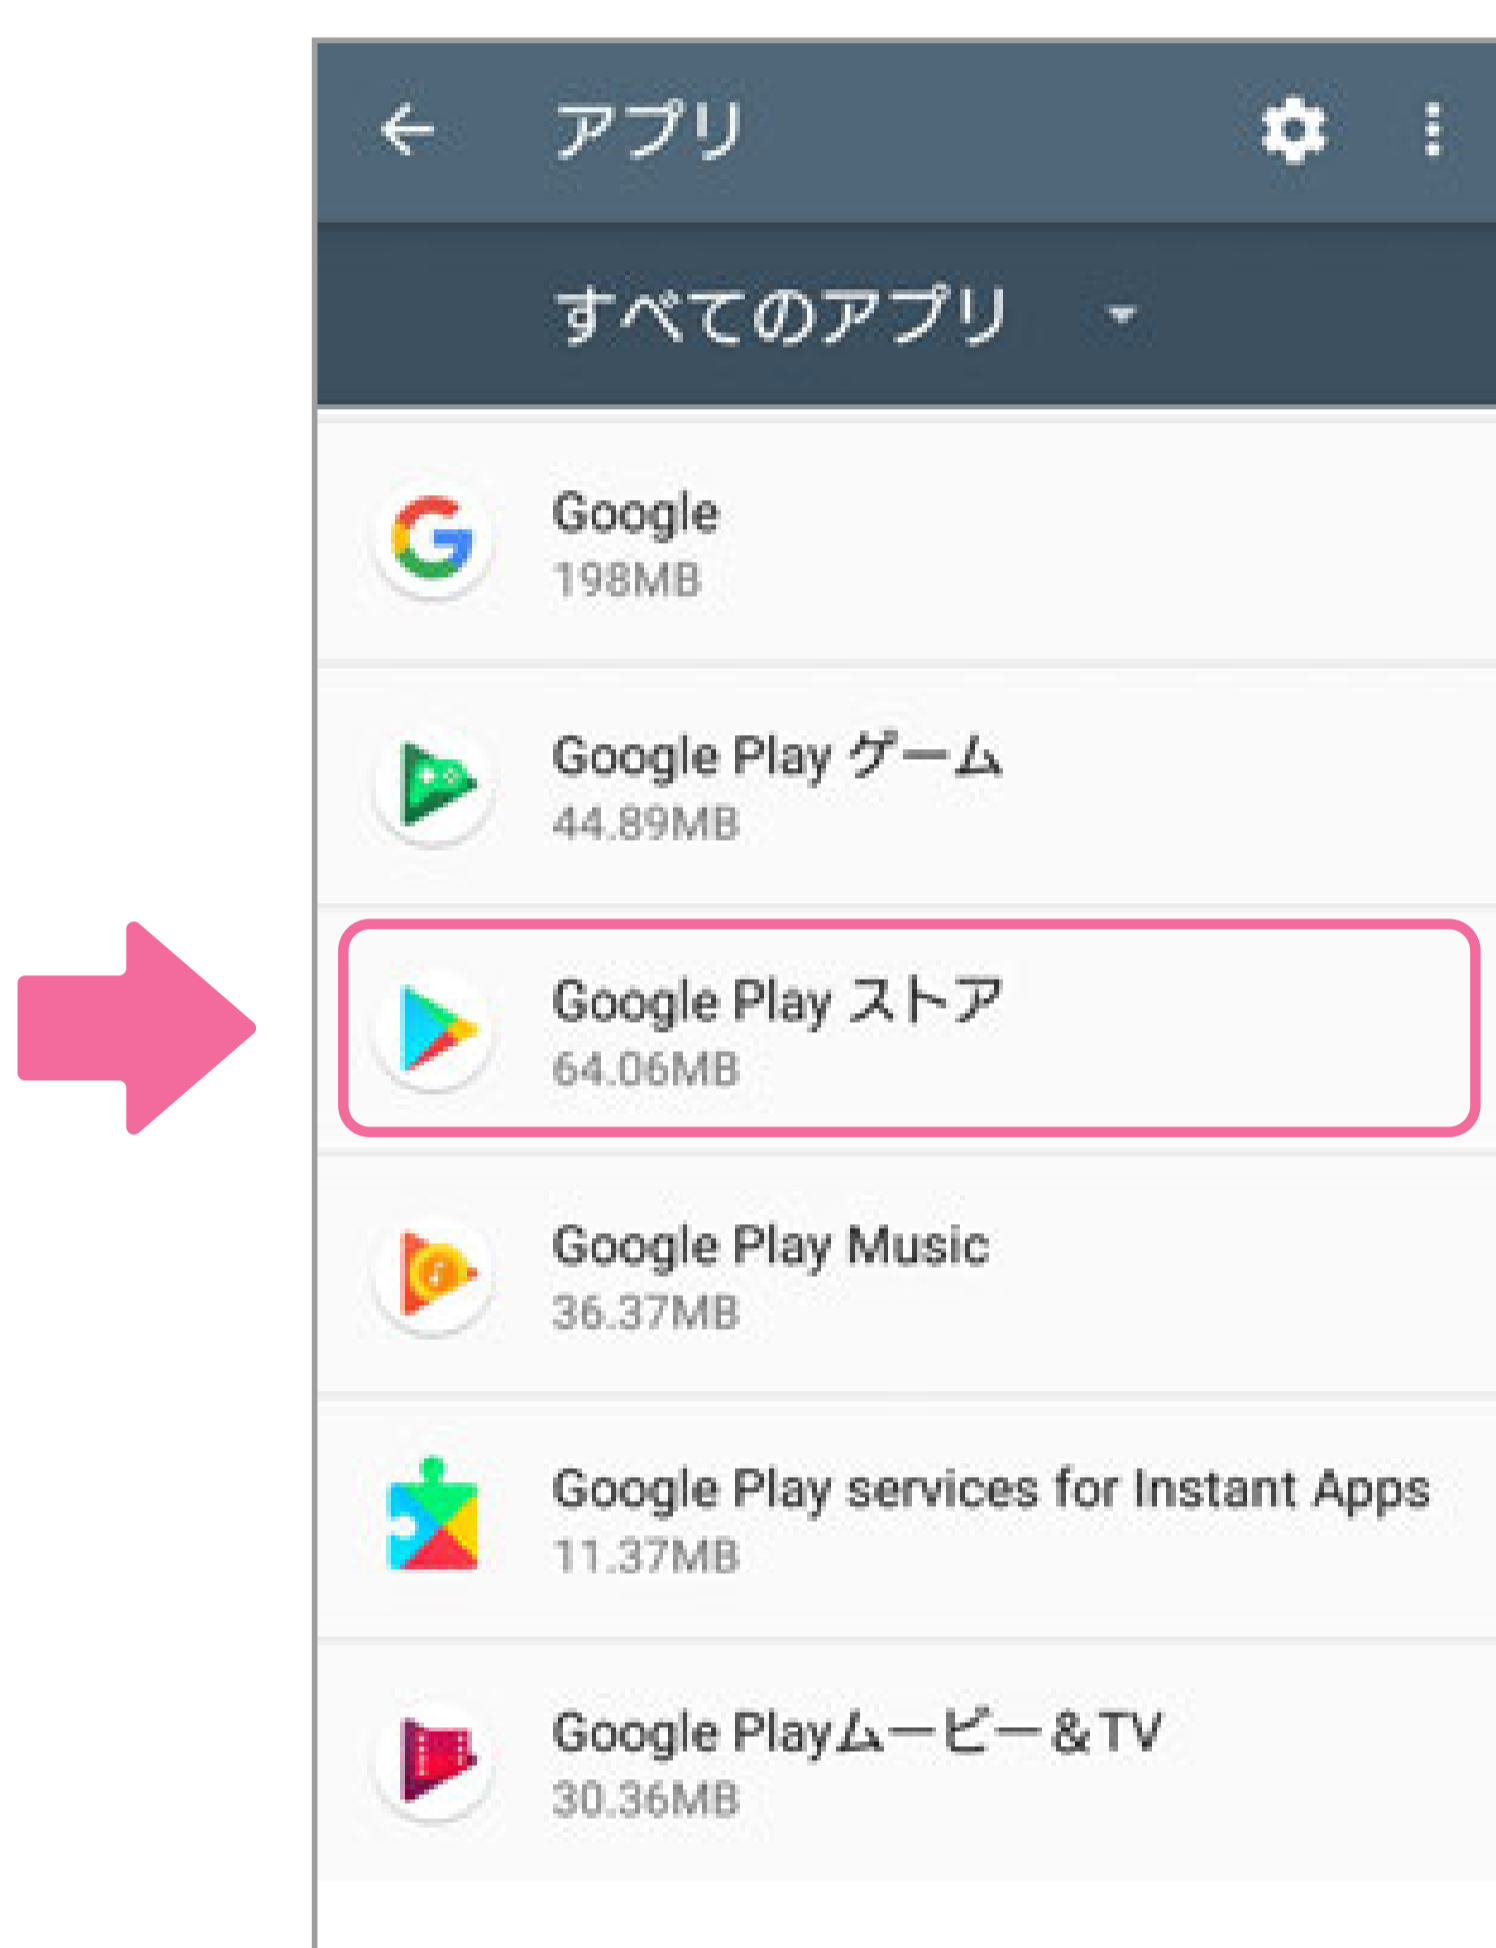 アプリ
すべてのアプリ
Google
198MB
Google Play ゲーム
44.89MB
Google Play ストア
64.06MB
Google Play Music
36.37MB
Google Play services for Instant Apps
11.37MB
Google Playムービー&TV
30.36MB